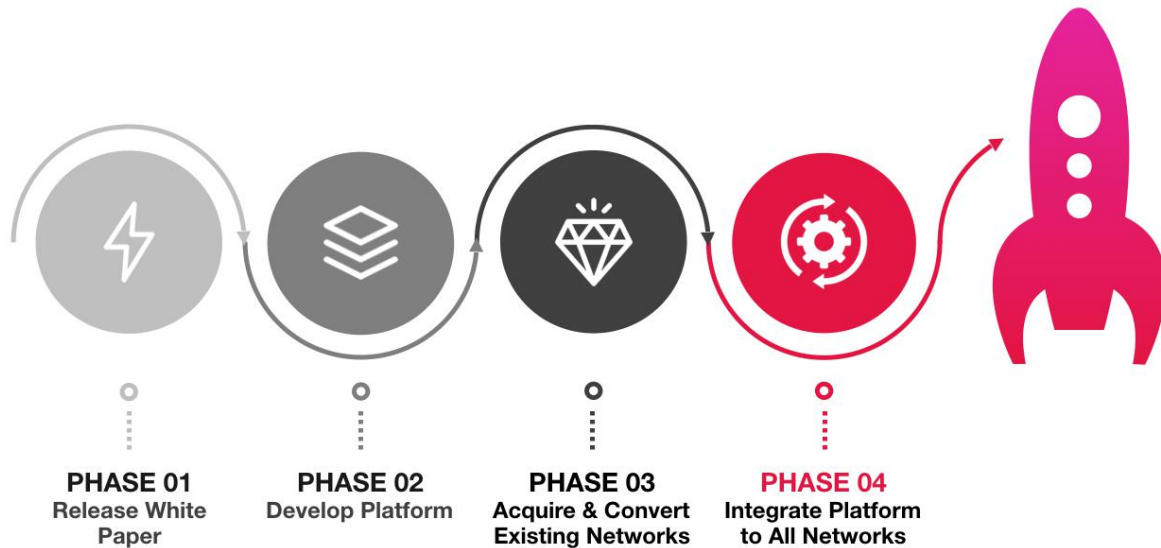 PHASE 01
Release White
Paper
PHASE 02
Develop Platform
PHASE 03
Acquire & Convert
Existing Networks
PHASE 04
Integrate Platform
to All Networks